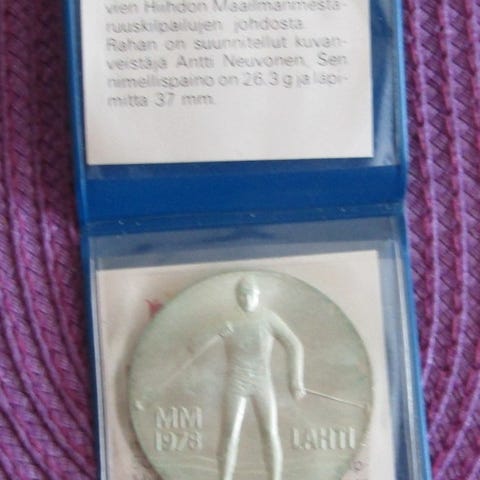 vien Hiihdon Maailmanmesta-
ruuskilpailujen johdosta.
Rahan on suunnitellut kuvan-
veistäjä Antti Neuvonen. Sen
nimellispaino on 26.3 g ja läpi-
mitta 37 mm.
MM
1978
LAHTI